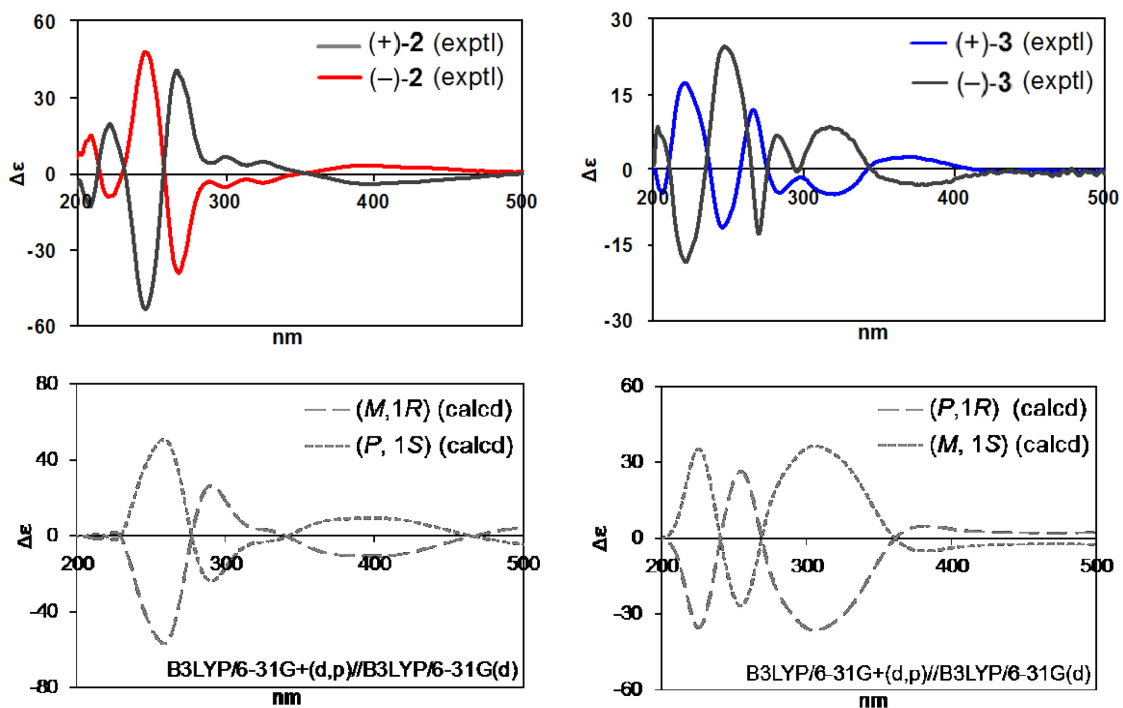 60
30
0
-30
-60
Δε
200
300
400
500
nm
(+)-2 (exptl)
(–)-2 (exptl)
30
15
0
-15
-30
Δε
200
300
400
500
nm
(+)-3 (exptl)
(–)-3 (exptl)
80
40
0
-40
-80
Δε
200
300
400
500
nm
(M,1R) (calcd)
(P, 1S) (calcd)
B3LYP/6-31G+(d,p)//B3LYP/6-31G(d)
60
30
0
-30
-60
Δε
200
300
400
500
nm
(P,1R) (calcd)
(M, 1S) (calcd)
B3LYP/6-31G+(d,p)//B3LYP/6-31G(d)